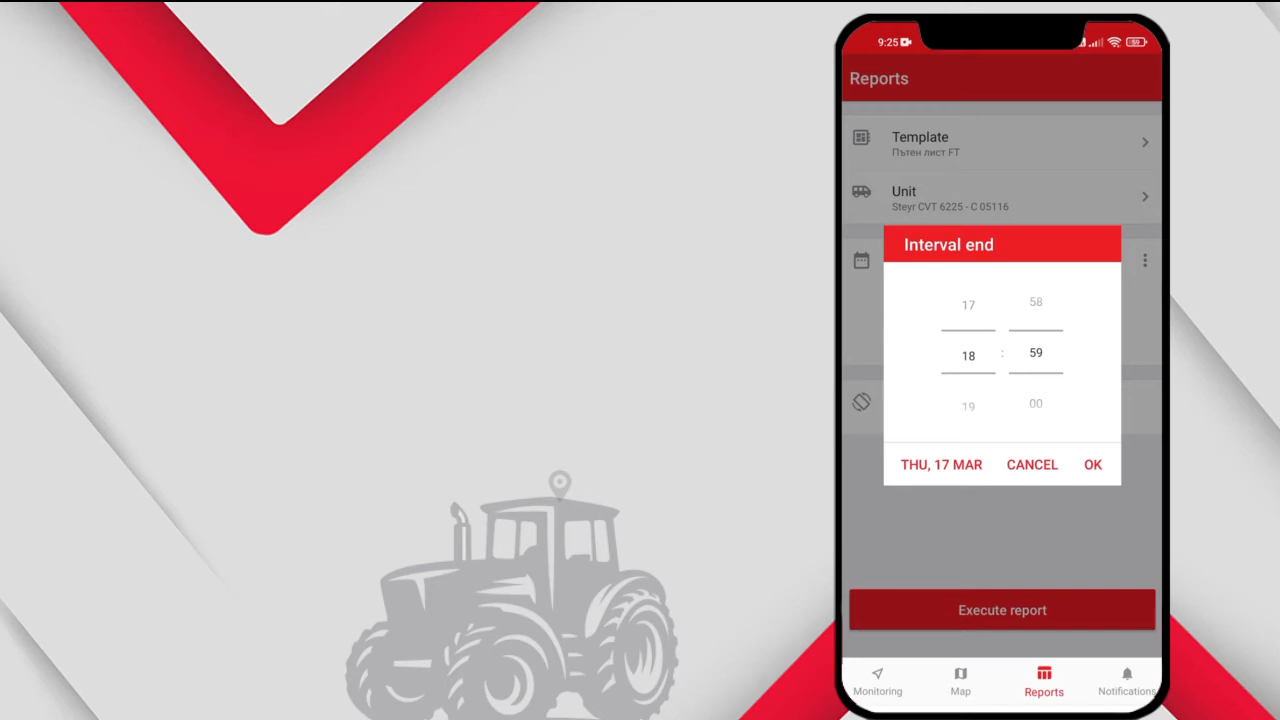 9:25
59
Reports
Template
Пътен лист FT
Unit
Steyr CVT 6225 - C 05116
Interval end
17 58
18 : 59
19 00
THU, 17 MAR CANCEL OK
Execute report
Monitoring Map Reports Notifications